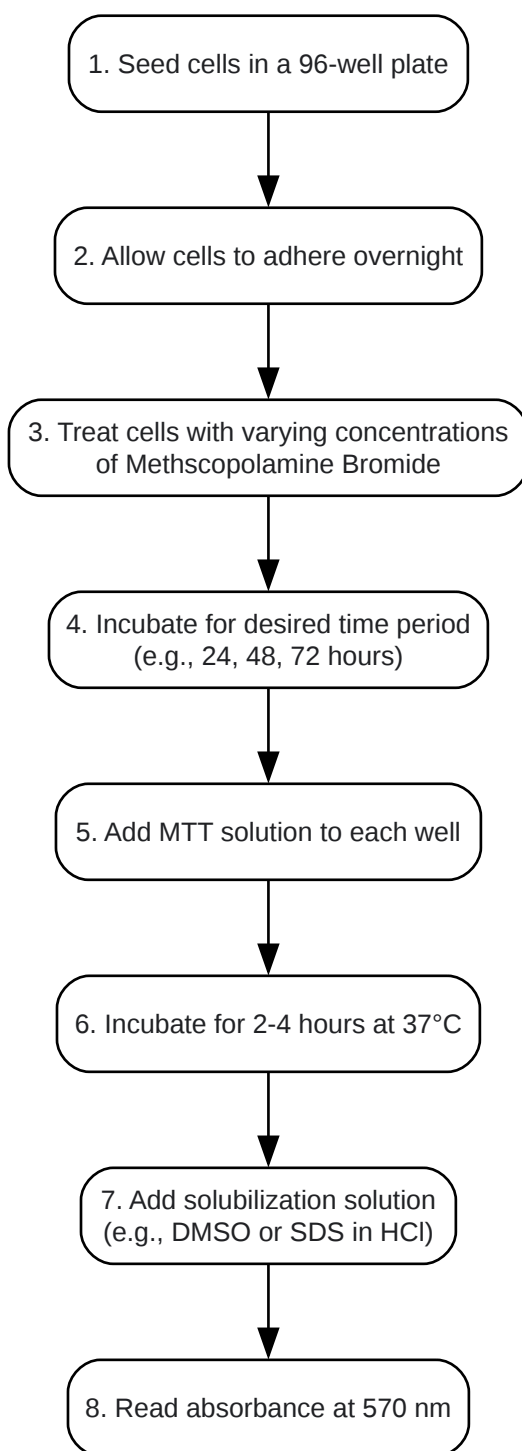 1. Seed cells in a 96-well plate
2. Allow cells to adhere overnight
3. Treat cells with varying concentrations
of Methscopolamine Bromide
4. Incubate for desired time period
(e.g., 24, 48, 72 hours)
5. Add MTT solution to each well
6. Incubate for 2-4 hours at 37°C
7. Add solubilization solution
(e.g., DMSO or SDS in HCl)
8. Read absorbance at 570 nm